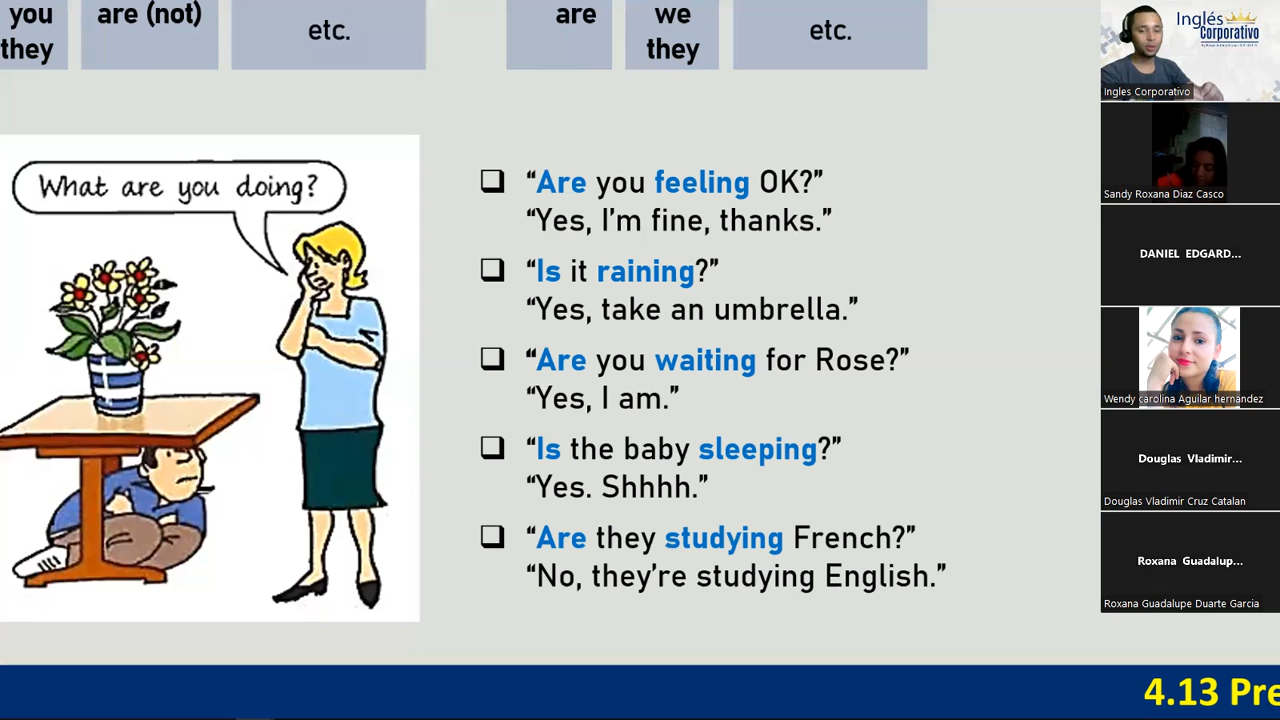 you
they
are (not)
etc.
are
we
they
etc.
What are you doing?
❑ “Are you feeling OK?”
“Yes, I’m fine, thanks.”
❑ “Is it raining?”
“Yes, take an umbrella.”
❑ “Are you waiting for Rose?”
“Yes, I am.”
❑ “Is the baby sleeping?”
“Yes. Shhhh.”
❑ “Are they studying French?”
“No, they’re studying English.”
4.13 Pre
Inglés
Corporativo
Ingles Corporativo
Sandy Roxana Diaz Casco
DANIEL EDGARD...
Wendy carolina Aguilar hernandez
Douglas Vladimir...
Douglas Vladimir Cruz Catalan
Roxana Guadalup...
Roxana Guadalupe Duarte Garcia